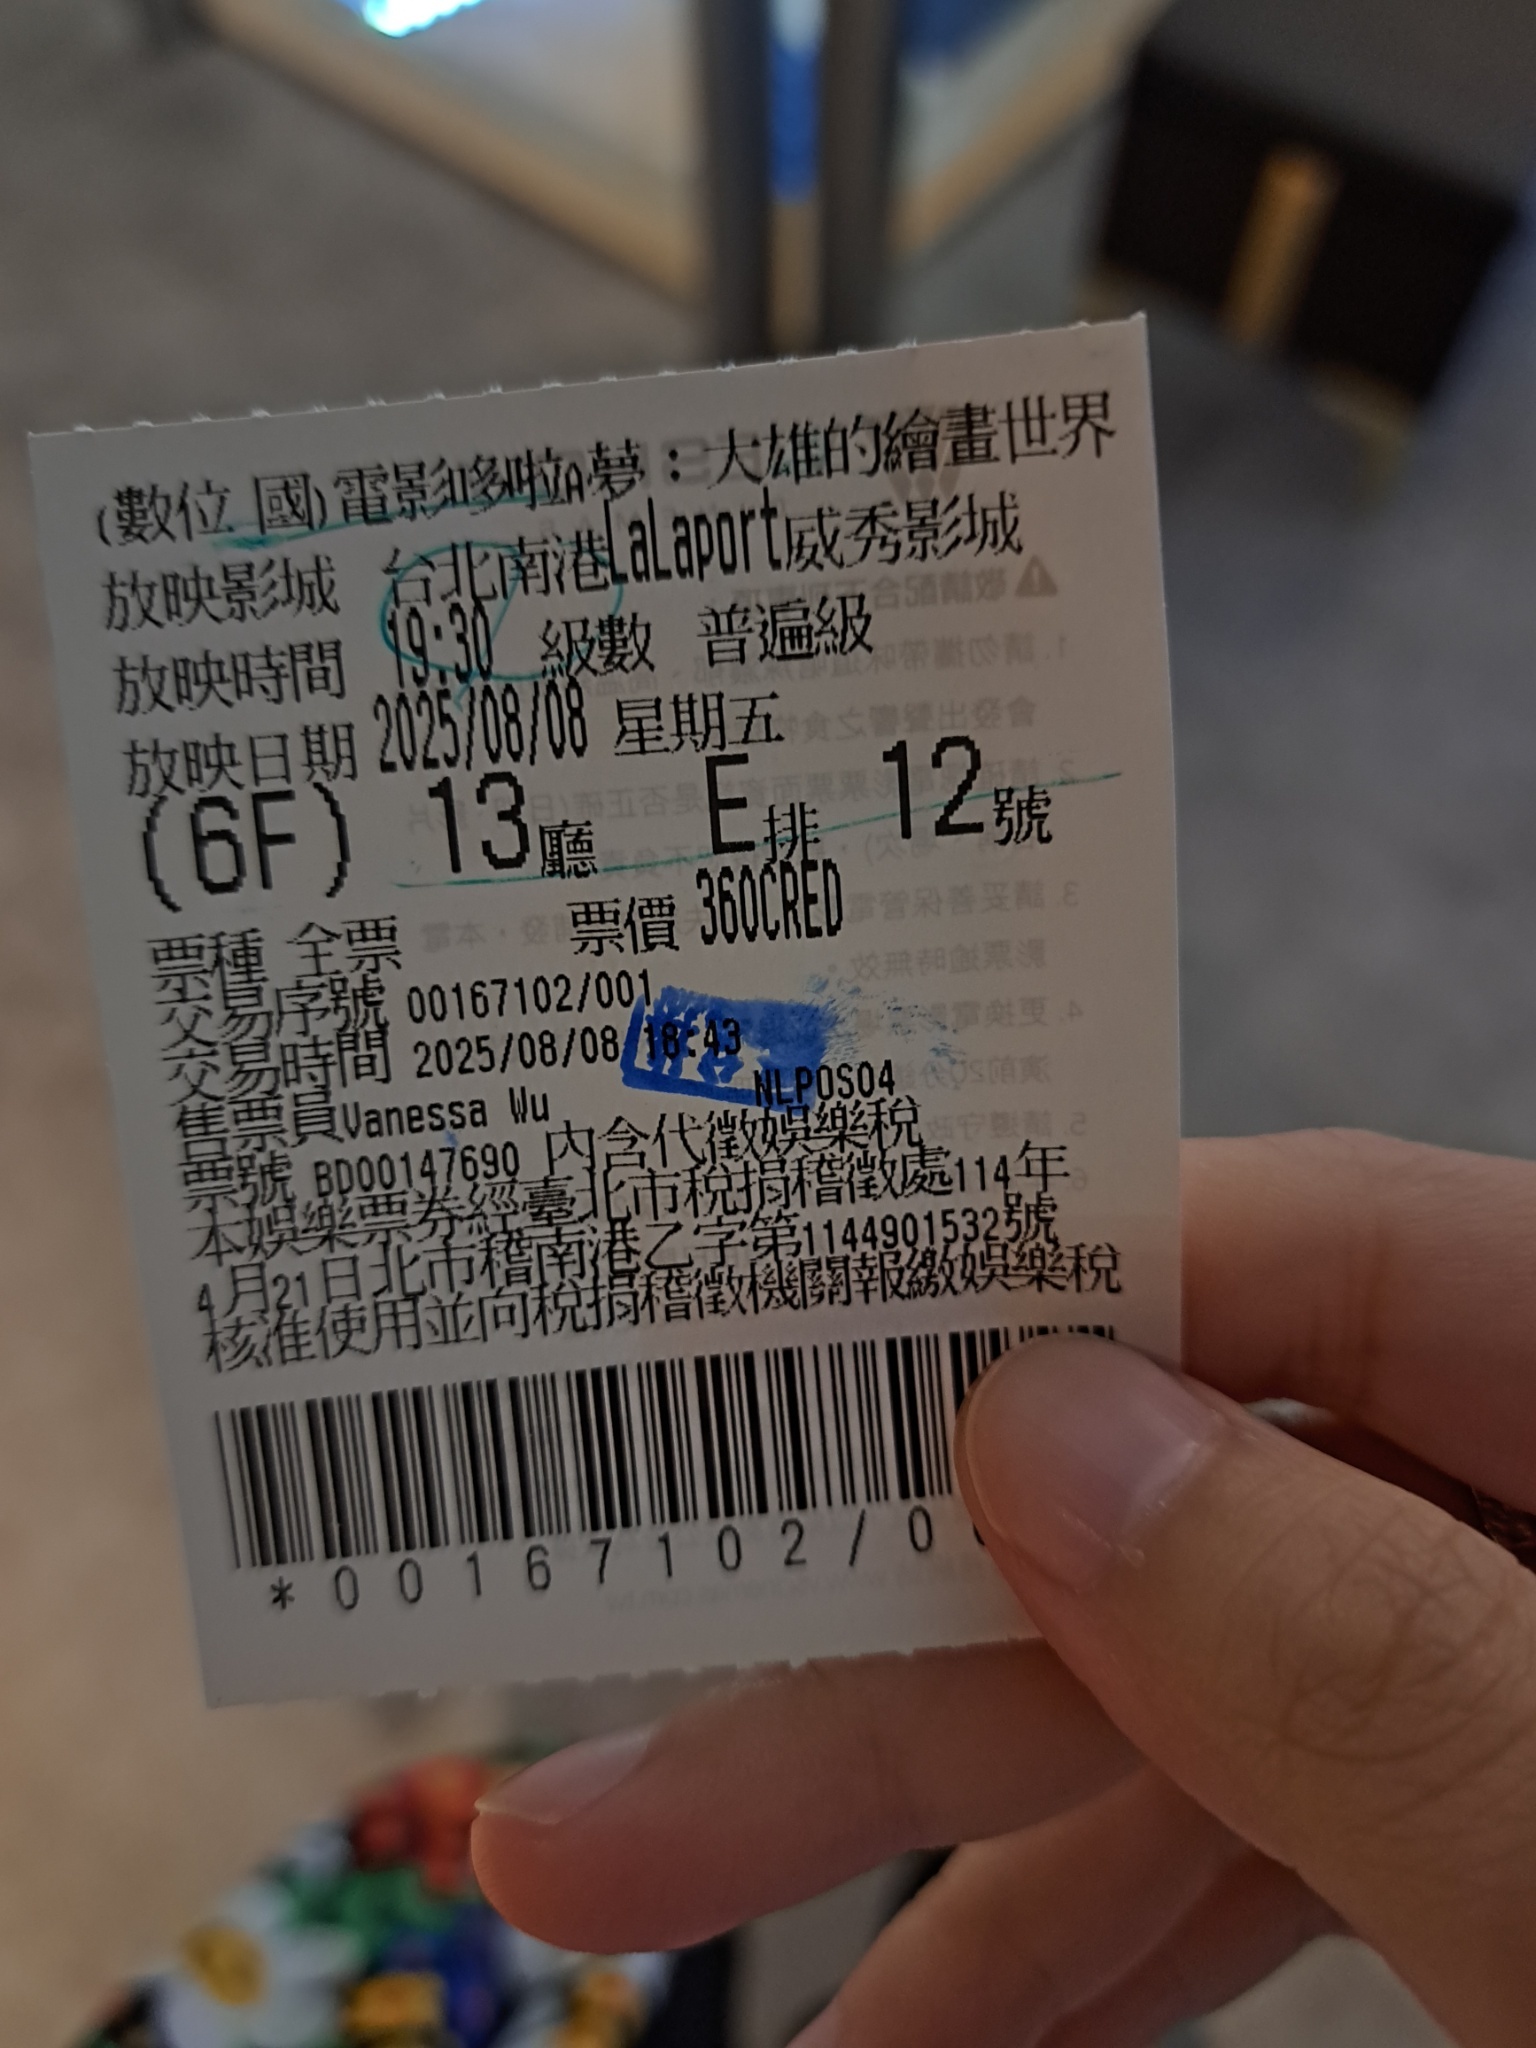 (數位 國)電影哆啦A夢：大雄的繪畫世界
放映影城 台北南港LaLaport威秀影城
放映時間 19:30 級數 普遍級
放映日期 2025/08/08 星期五
(6F) 13廳 E排 12號
票種 全票 票價 360CRED
交易序號 00167102/001
交易時間 2025/08/08 18:43
售票員Vanessa Wu NLPOS04
票號 BD00147690 內含代徵娛樂稅
本娛樂票券經臺北市稅捐稽徵處114年
4月21日北市稽南港乙字第1144901532號
核准使用並向稅捐稽徵機關報繳娛樂稅
*00167102/0